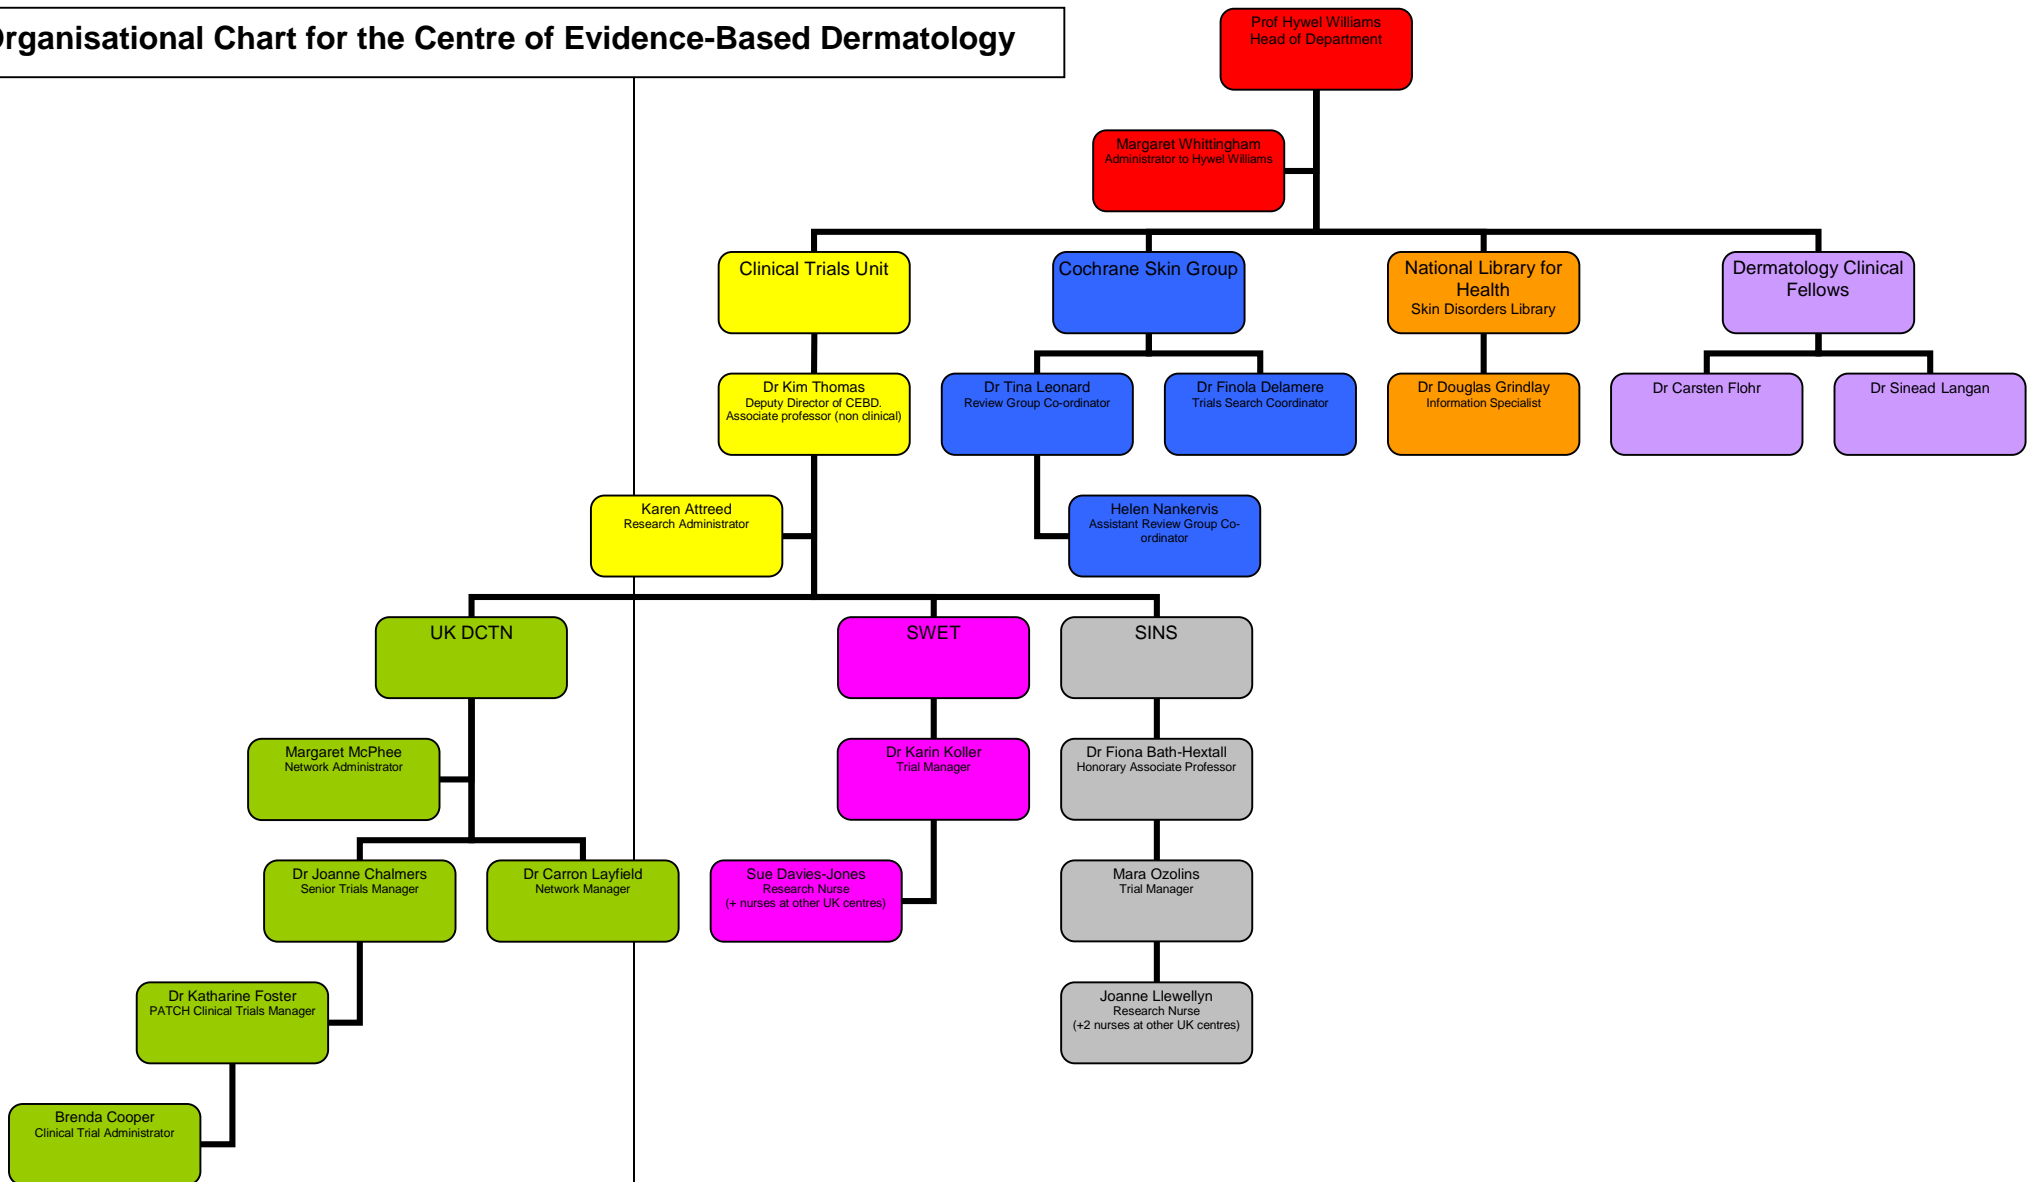 Organisational Chart for the Centre of Evidence-Based Dermatology
Prof Hywel Williams
Head of Department
Margaret Whittingham
Administrator to Hywel Williams
Clinical Trials Unit
Cochrane Skin Group
National Library for
Health
Skin Disorders Library
Dermatology Clinical
Fellows
Dr Kim Thomas
Deputy Director of CEBD.
Associate professor (non clinical)
Dr Tina Leonard
Review Group Co-ordinator
Dr Finola Delamere
Trials Search Coordinator
Dr Douglas Grindlay
Information Specialist
Dr Carsten Flohr
Dr Sinead Langan
Karen Attreed
Research Administrator
Helen Nankervis
Assistant Review Group Co-
ordinator
UK DCTN
SWET
SINS
Margaret McPhee
Network Administrator
Dr Karin Koller
Trial Manager
Dr Fiona Bath-Hextall
Honorary Associate Professor
Dr Joanne Chalmers
Senior Trials Manager
Dr Carron Layfield
Network Manager
Sue Davies-Jones
Research Nurse
(+ nurses at other UK centres)
Mara Ozolins
Trial Manager
Dr Katharine Foster
PATCH Clinical Trials Manager
Joanne Llewellyn
Research Nurse
(+2 nurses at other UK centres)
Brenda Cooper
Clinical Trial Administrator